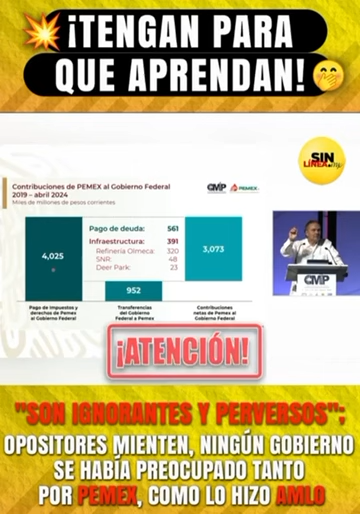 ¡TENGAN PARA
QUE APRENDAN!
Contribuciones de PEMEX al Gobierno Federal
2019 – abril 2024
Miles de millones de pesos corrientes
CMP
PEMEX
SIN
LÍNEA.MX
4,025
Pago de deuda: 561
Infraestructura: 391
Refinería Olmeca: 320
SNR: 48
Deer Park: 23
952
3,073
Pago de impuestos y
derechos de Pemex
al Gobierno Federal
Transferencias
del Gobierno
Federal a Pemex
Contribuciones
netas de Pemex al
Gobierno Federal
CMP
¡ATENCIÓN!
"SON IGNORANTES Y PERVERSOS":
OPOSITORES MIENTEN, NINGÚN GOBIERNO
SE HABÍA PREOCUPADO TANTO
POR PEMEX, COMO LO HIZO AMLO